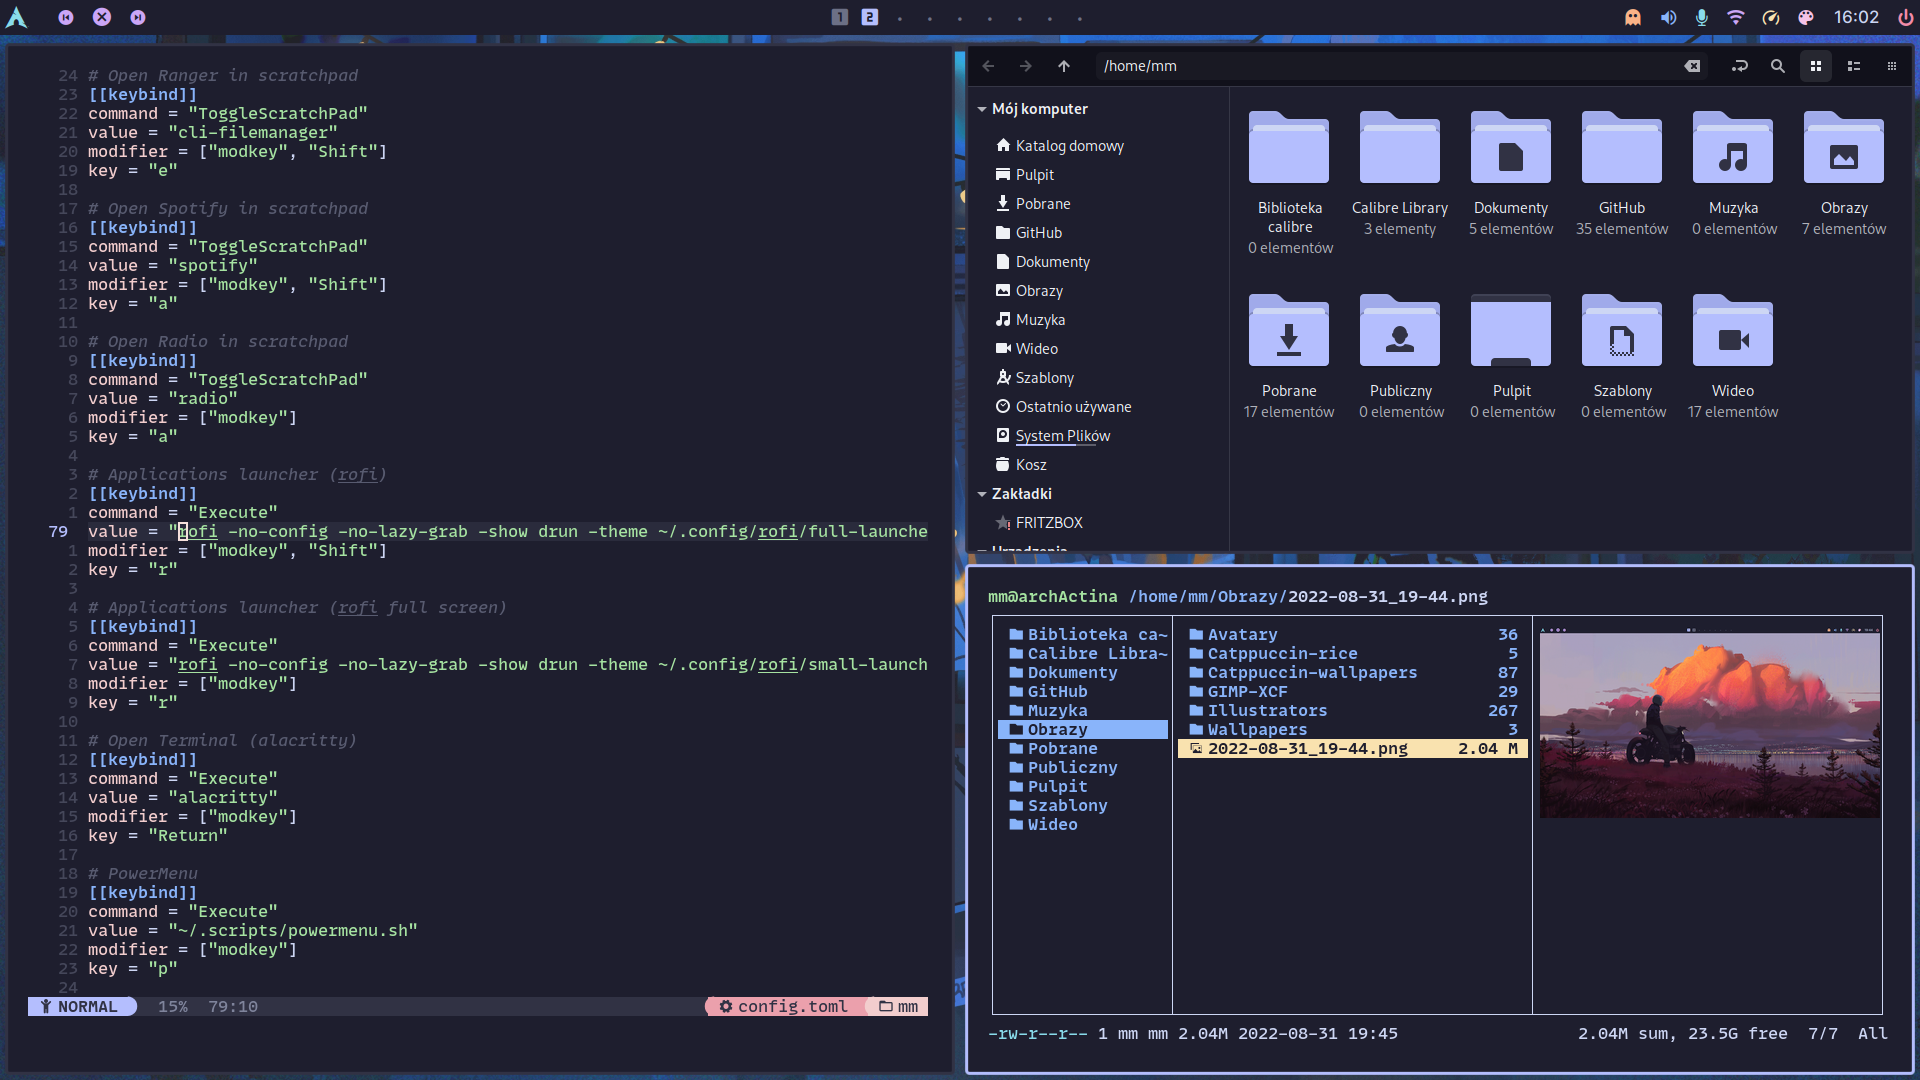 1 2
16:02
24 # Open Ranger in scratchpad
23 [[keybind]]
22 command = "ToggleScratchPad"
21 value = "cli-filemanager"
20 modifier = ["modkey", "Shift"]
19 key = "e"
18
17 # Open Spotify in scratchpad
16 [[keybind]]
15 command = "ToggleScratchPad"
14 value = "spotify"
13 modifier = ["modkey", "Shift"]
12 key = "a"
11
10 # Open Radio in scratchpad
9 [[keybind]]
8 command = "ToggleScratchPad"
7 value = "radio"
6 modifier = ["modkey"]
5 key = "a"
4
3 # Applications launcher (rofi)
2 [[keybind]]
1 command = "Execute"
79 value = "rofi -no-config -no-lazy-grab -show drun -theme ~/.config/rofi/full-launche
1 modifier = ["modkey", "Shift"]
2 key = "r"
3
4 # Applications launcher (rofi full screen)
5 [[keybind]]
6 command = "Execute"
7 value = "rofi -no-config -no-lazy-grab -show drun -theme ~/.config/rofi/small-launch
8 modifier = ["modkey"]
9 key = "r"
10
11 # Open Terminal (alacritty)
12 [[keybind]]
13 command = "Execute"
14 value = "alacritty"
15 modifier = ["modkey"]
16 key = "Return"
17
18 # PowerMenu
19 [[keybind]]
20 command = "Execute"
21 value = "~/.scripts/powermenu.sh"
22 modifier = ["modkey"]
23 key = "p"
24
NORMAL 15% 79:10 config.toml mm
/home/mm
Mój komputer
Katalog domowy
Pulpit
Pobrane
GitHub
Dokumenty
Obrazy
Muzyka
Wideo
Szablony
Ostatnio używane
System Plików
Kosz
Zakładki
FRITZBOX
Urządzenia
Biblioteka calibre
0 elementów
Calibre Library
3 elementy
Dokumenty
5 elementów
GitHub
35 elementów
Muzyka
0 elementów
Obrazy
7 elementów
Pobrane
17 elementów
Publiczny
0 elementów
Pulpit
0 elementów
Szablony
0 elementów
Wideo
17 elementów
mm@archActina /home/mm/Obrazy/2022-08-31_19-44.png
Biblioteka ca~
Calibre Libra~
Dokumenty
GitHub
Muzyka
Obrazy
Pobrane
Publiczny
Pulpit
Szablony
Wideo
Avatary 36
Catppuccin-rice 5
Catppuccin-wallpapers 87
GIMP-XCF 29
Illustrators 267
Wallpapers 3
2022-08-31_19-44.png 2.04 M
-rw-r--r-- 1 mm mm 2.04M 2022-08-31 19:45 2.04M sum, 23.5G free 7/7 All